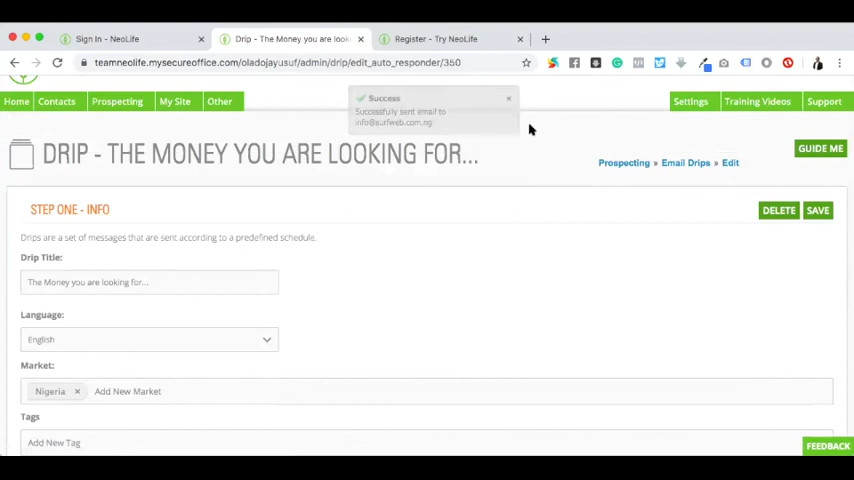 Sign In - NeoLife
Drip - The Money you are look
Register - Try NeoLife
teamneolife.mysecureoffice.com/oladojayusuf/admin/drip/edit_auto_responder/350
Home Contacts Prospecting My Site Other
Settings Training Videos Support
Success
Successfully sent email to
info@surfweb.com.ng
DRIP - THE MONEY YOU ARE LOOKING FOR...
GUIDE ME
Prospecting » Email Drips » Edit
STEP ONE - INFO
DELETE SAVE
Drips are a set of messages that are sent according to a predefined schedule.
Drip Title:
The Money you are looking for...
Language:
English
Market:
Nigeria × Add New Market
Tags
Add New Tag
FEEDBACK